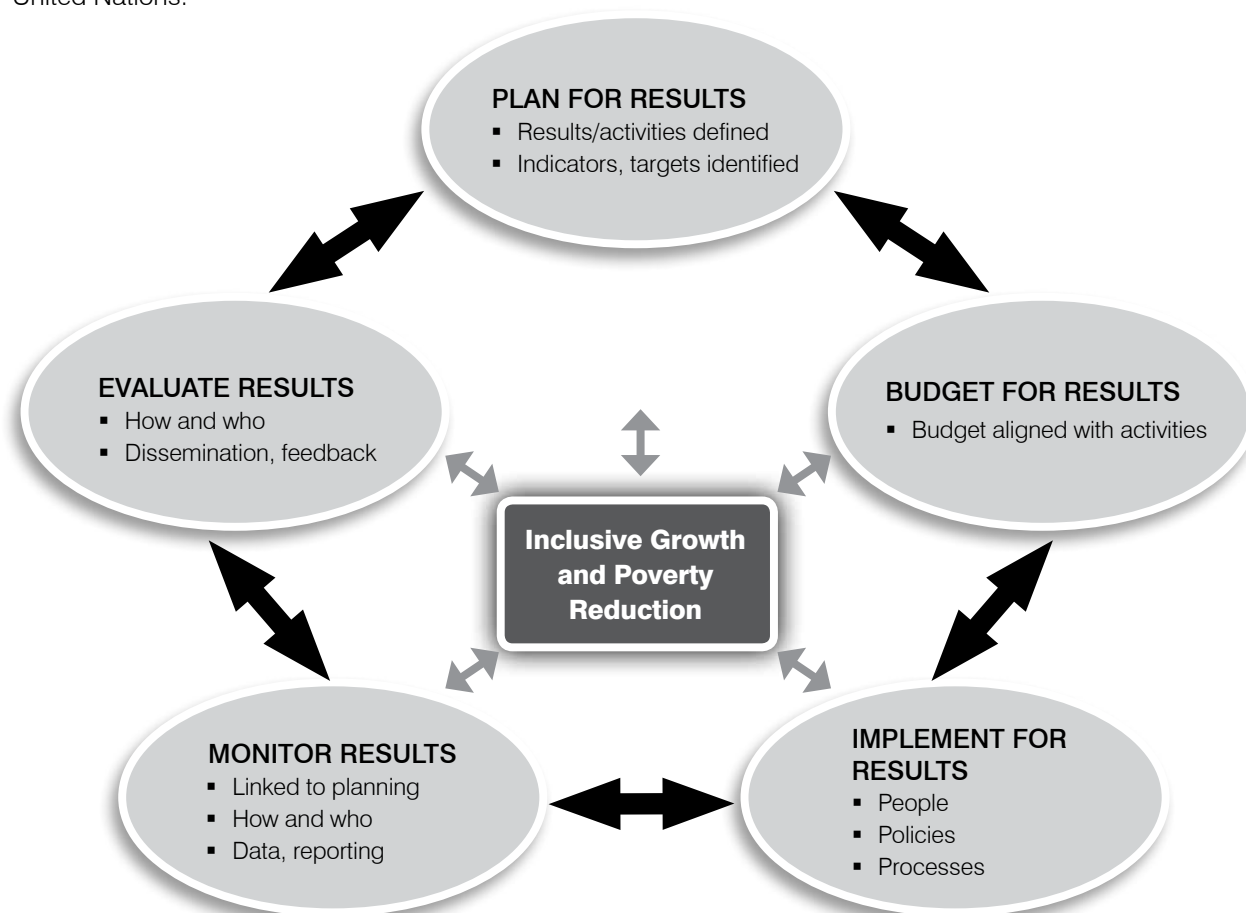 United Nations.
PLAN FOR RESULTS
▪ Results/activities defined
▪ Indicators, targets identified
EVALUATE RESULTS
▪ How and who
▪ Dissemination, feedback
BUDGET FOR RESULTS
▪ Budget aligned with activities
Inclusive Growth
and Poverty
Reduction
MONITOR RESULTS
▪ Linked to planning
▪ How and who
▪ Data, reporting
IMPLEMENT FOR
RESULTS
▪ People
▪ Policies
▪ Processes